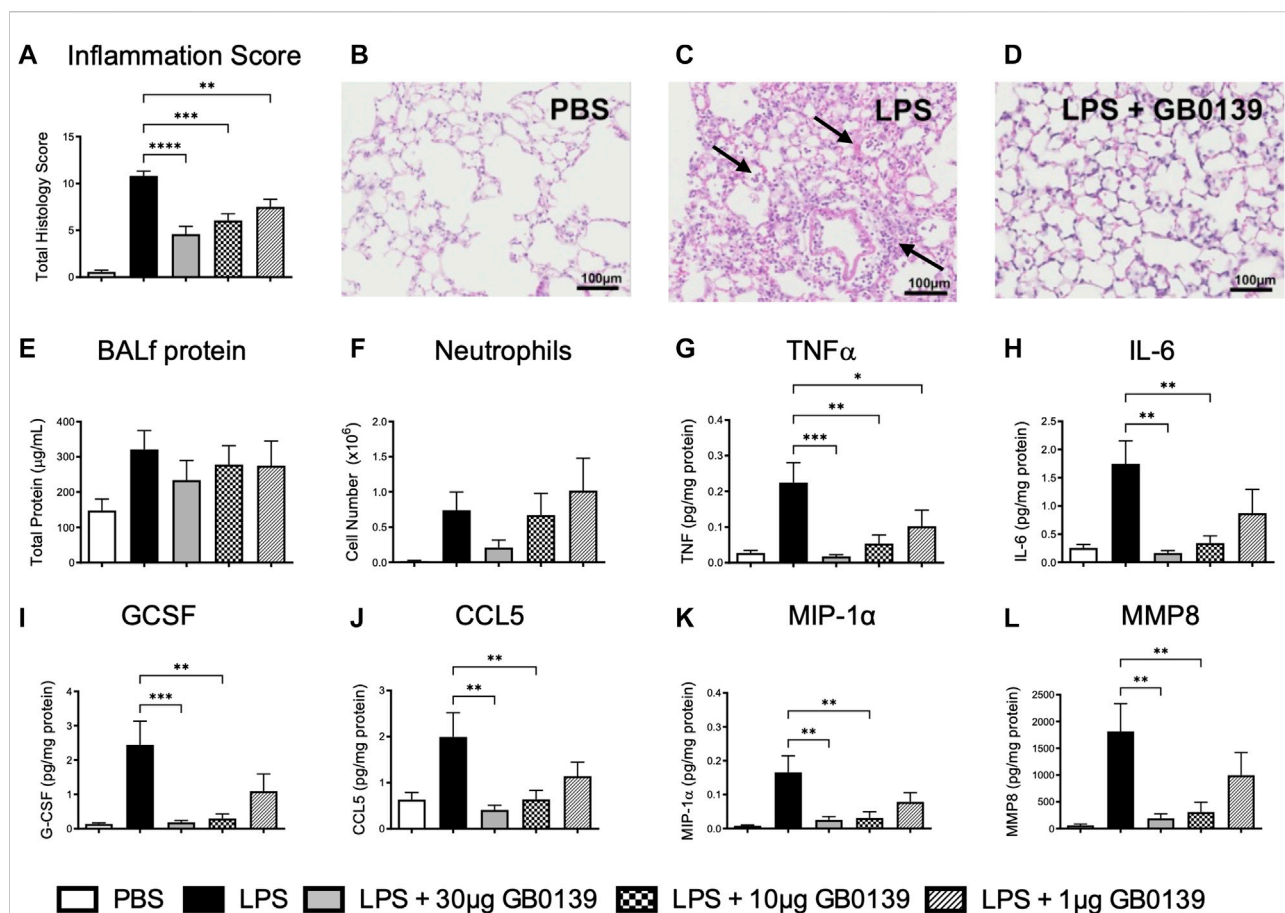 A Inflammation Score
**
***
****
Total Histology Score
15
10
5
0
B
PBS
100µm
C
LPS
100µm
D
LPS + GB0139
100µm
E BALf protein
Total Protein (µg/mL)
400
300
200
100
0
F Neutrophils
Cell Number (x10⁶)
2.0
1.5
1.0
0.5
0.0
G TNFα
*
**
***
TNF (pg/mg protein)
0.4
0.3
0.2
0.1
0.0
H IL-6
**
**
IL-6 (pg/mg protein)
2.5
2.0
1.5
1.0
0.5
0.0
I GCSF
**
***
G-CSF (pg/mg protein)
4
3
2
1
0
J CCL5
**
**
CCL5 (pg/mg protein)
3
2
1
0
K MIP-1α
**
**
MIP-1α (pg/mg protein)
0.4
0.3
0.2
0.1
0.0
L MMP8
**
**
MMP8 (pg/mg protein)
2500
2000
1500
1000
500
0
PBS LPS LPS + 30µg GB0139 LPS + 10µg GB0139 LPS + 1µg GB0139